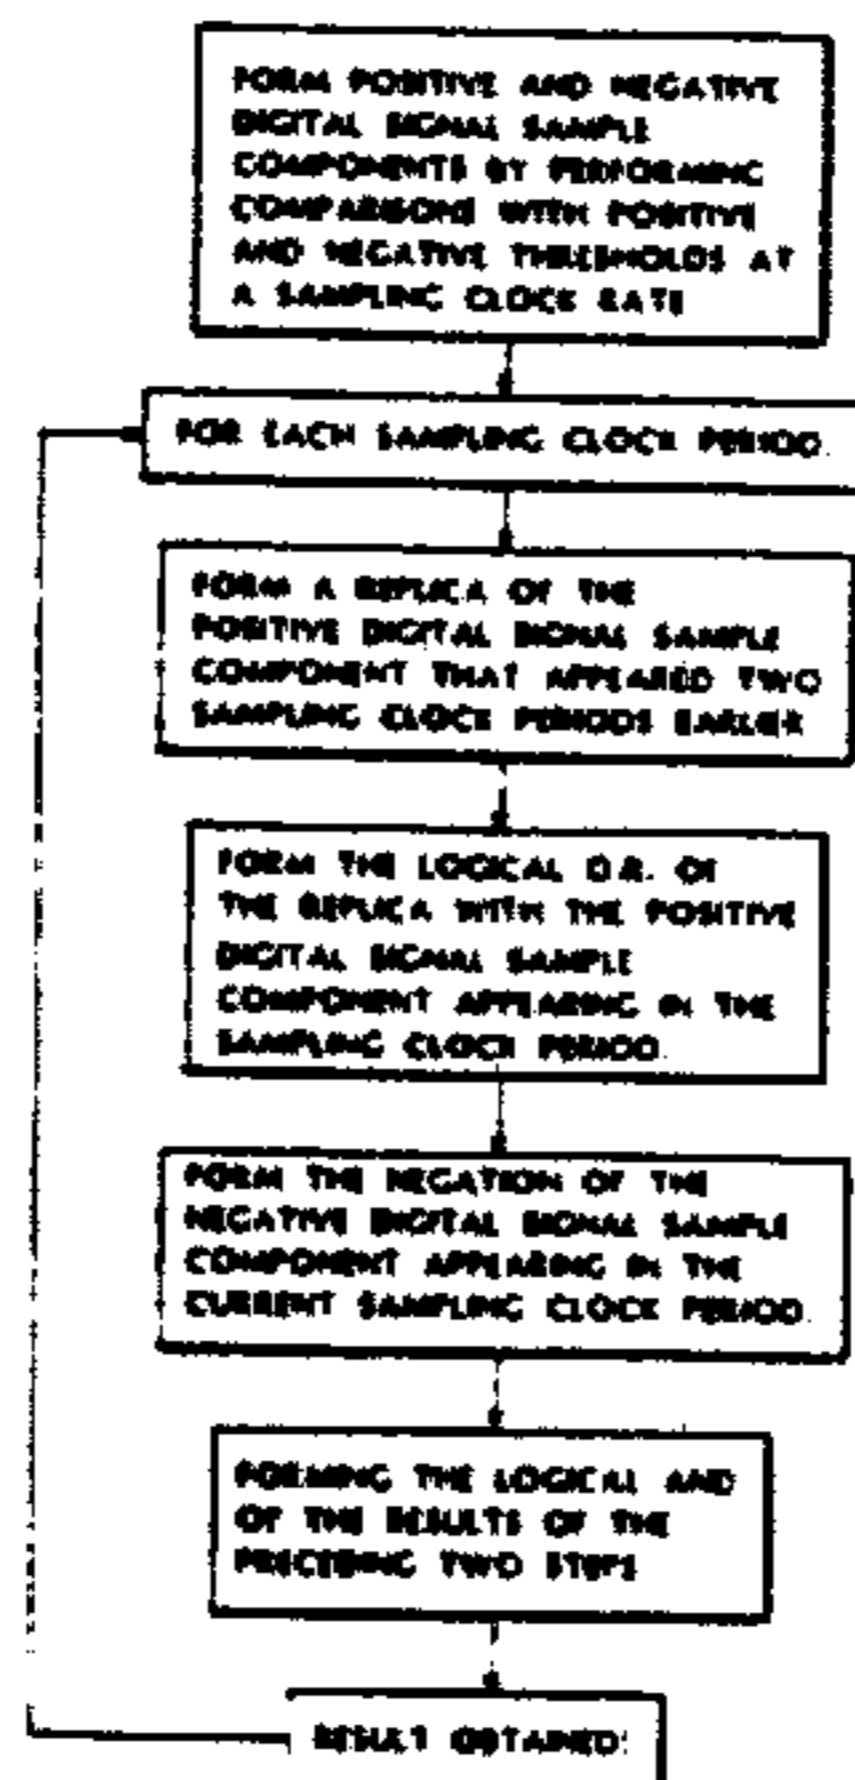 FORM POSITIVE AND NEGATIVE
DIGITAL SIGNAL SAMPLE
COMPONENTS BY PERFORMING
COMPARISONS WITH POSITIVE
AND NEGATIVE THRESHOLDS AT
A SAMPLING CLOCK RATE
FOR EACH SAMPLING CLOCK PERIOD
FORM A REPLICA OF THE
POSITIVE DIGITAL SIGNAL SAMPLE
COMPONENT THAT APPEARED TWO
SAMPLING CLOCK PERIODS EARLIER
FORM THE LOGICAL O.R. OF
THE REPLICA WITH THE POSITIVE
DIGITAL SIGNAL SAMPLE
COMPONENT APPEARING IN THE
SAMPLING CLOCK PERIOD
FORM THE NEGATION OF THE
NEGATIVE DIGITAL SIGNAL SAMPLE
COMPONENT APPEARING IN THE
CURRENT SAMPLING CLOCK PERIOD
FORMING THE LOGICAL AND
OF THE RESULTS OF THE
PRECEDING TWO STEPS
RESULT OBTAINED